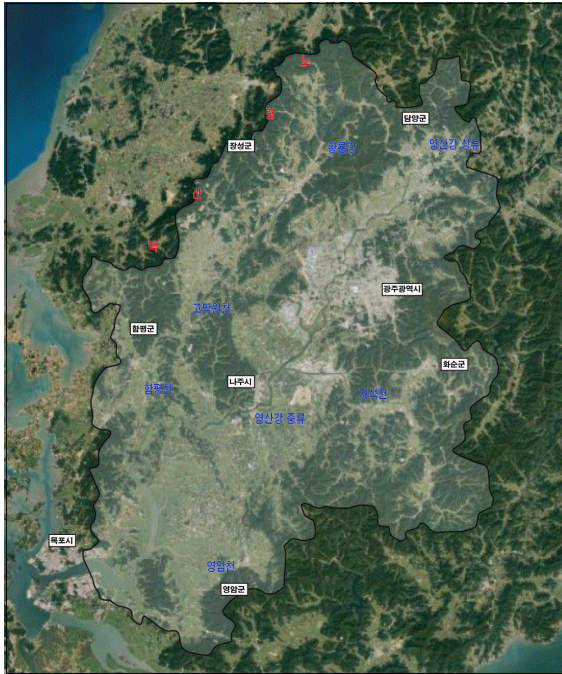 노
령
담양군
영산강 상류
장성군
황룡강
산
맥
광주광역시
고막원천
함평군
화순군
나주시
함평천
지석천
영산강 중류
목포시
영암천
영암군